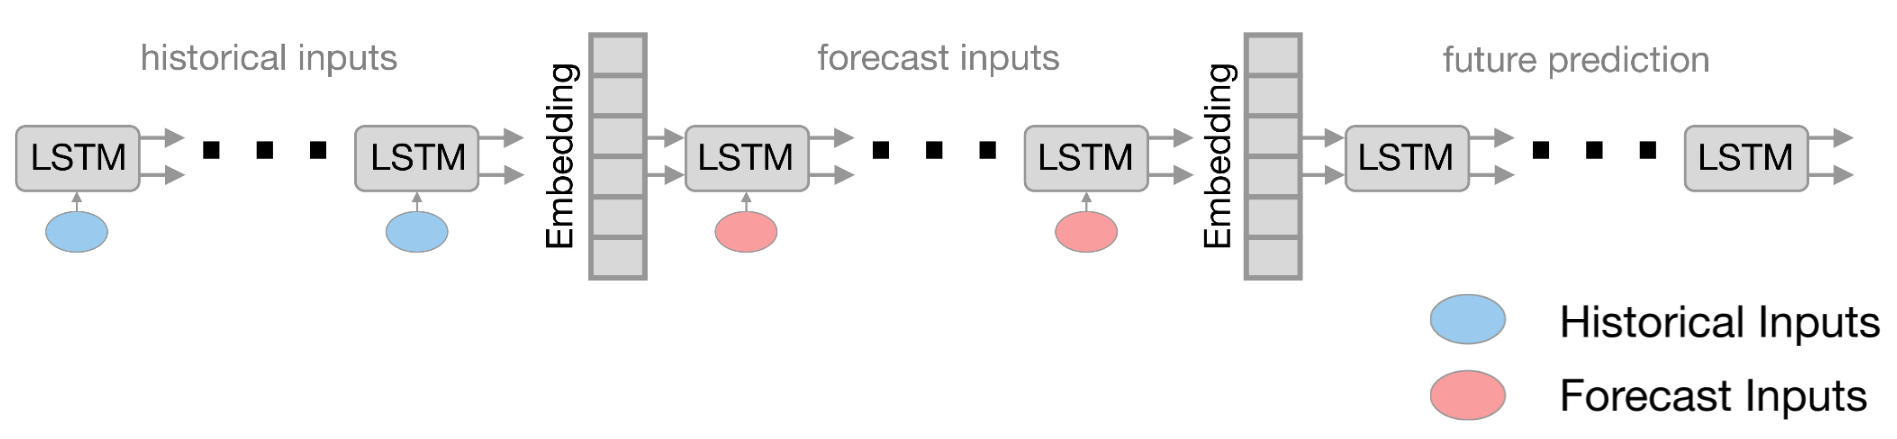 historical inputs
forecast inputs
future prediction
LSTM
LSTM
Embedding
LSTM
LSTM
Embedding
LSTM
LSTM
Historical Inputs
Forecast Inputs